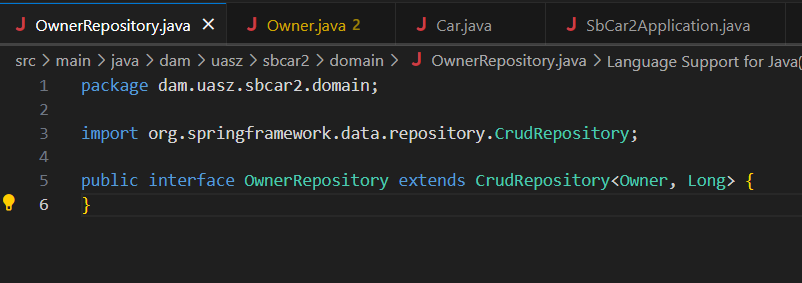 OwnerRepository.java Owner.java 2 Car.java SbCar2Application.java
src > main > java > dam > uasz > sbcar2 > domain > OwnerRepository.java > Language Support for Java(
1 package dam.uasz.sbcar2.domain;
2
3 import org.springframework.data.repository.CrudRepository;
4
5 public interface OwnerRepository extends CrudRepository<Owner, Long> {
6 }